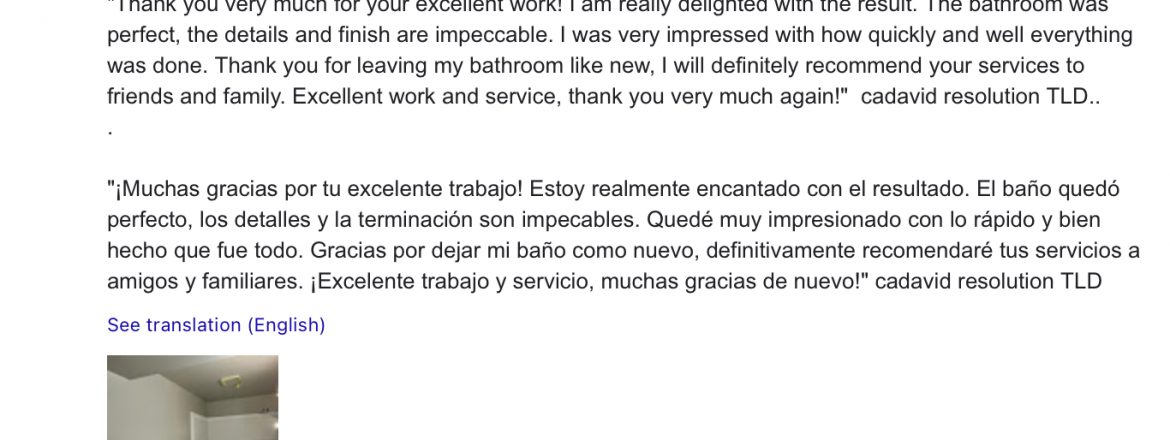 "Thank you very much for your excellent work! I am really delighted with the result. The bathroom was
perfect, the details and finish are impeccable. I was very impressed with how quickly and well everything
was done. Thank you for leaving my bathroom like new, I will definitely recommend your services to
friends and family. Excellent work and service, thank you very much again!"  cadavid resolution TLD..
.
"¡Muchas gracias por tu excelente trabajo! Estoy realmente encantado con el resultado. El baño quedó
perfecto, los detalles y la terminación son impecables. Quedé muy impresionado con lo rápido y bien
hecho que fue todo. Gracias por dejar mi baño como nuevo, definitivamente recomendaré tus servicios a
amigos y familiares. ¡Excelente trabajo y servicio, muchas gracias de nuevo!" cadavid resolution TLD
See translation (English)